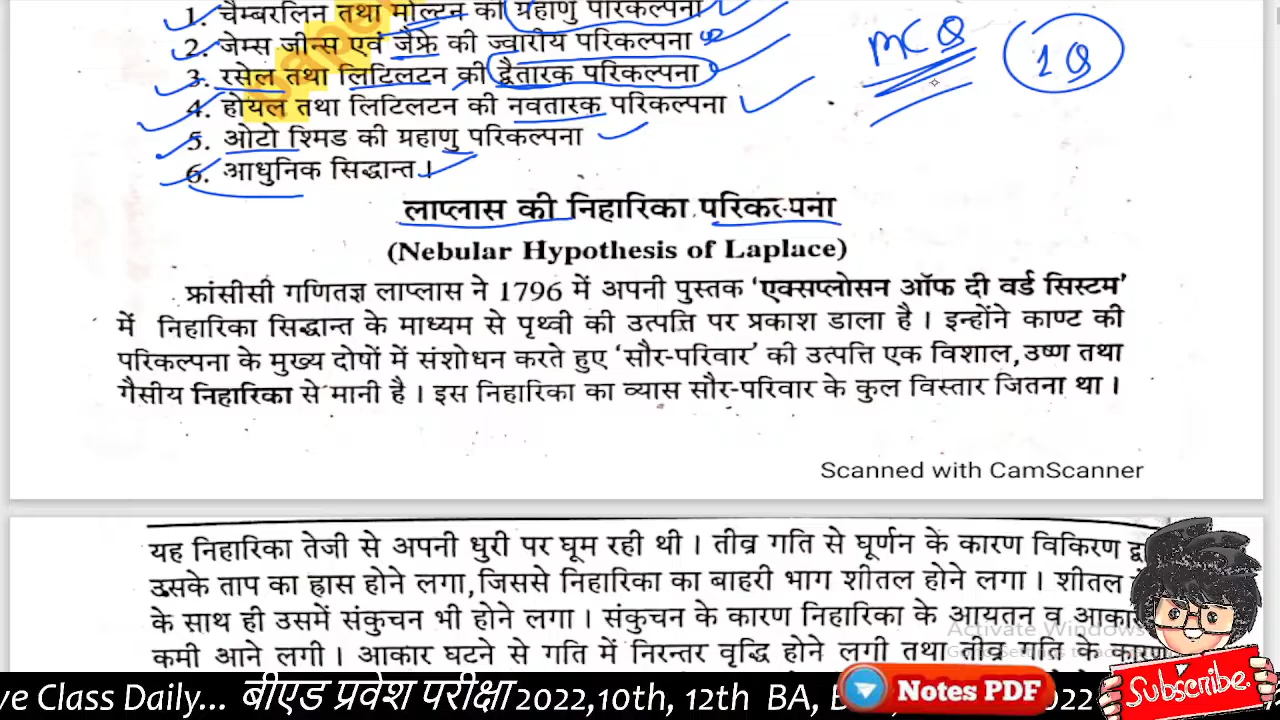 1. चैम्बरलिन तथा मोल्टन की ग्रहाणु परिकल्पना
2. जेम्स जीन्स एवं जैफ्रे की ज्वारीय परिकल्पना
3. रसेल तथा लिटिलटन की द्वैतारक परिकल्पना
4. होयल तथा लिटिलटन की नवतारक परिकल्पना
5. ओटो श्मिड की ग्रहाणु परिकल्पना
6. आधुनिक सिद्धान्त।
MCQ
1Q
लाप्लास की निहारिका परिकल्पना
(Nebular Hypothesis of Laplace)
फ्रांसीसी गणितज्ञ लाप्लास ने 1796 में अपनी पुस्तक ‘एक्सप्लोसन ऑफ दी वर्ड सिस्टम’
में निहारिका सिद्धान्त के माध्यम से पृथ्वी की उत्पत्ति पर प्रकाश डाला है। इन्होंने काण्ट की
परिकल्पना के मुख्य दोषों में संशोधन करते हुए ‘सौर-परिवार’ की उत्पत्ति एक विशाल, उष्ण तथा
गैसीय निहारिका से मानी है। इस निहारिका का व्यास सौर-परिवार के कुल विस्तार जितना था।
Scanned with CamScanner
यह निहारिका तेजी से अपनी धुरी पर घूम रही थी। तीव्र गति से घूर्णन के कारण विकिरण
उसके ताप का ह्रास होने लगा, जिससे निहारिका का बाहरी भाग शीतल होने लगा। शीतल
के साथ ही उसमें संकुचन भी होने लगा। संकुचन के कारण निहारिका के आयतन व आकार
कमी आने लगी। आकार घटने से गति में निरन्तर वृद्धि होने लगी तथा तीव्र गति के कारण
Activate Windows
ve Class Daily... बीएड प्रवेश परीक्षा 2022,10th, 12th BA,
Notes PDF
Subscribe